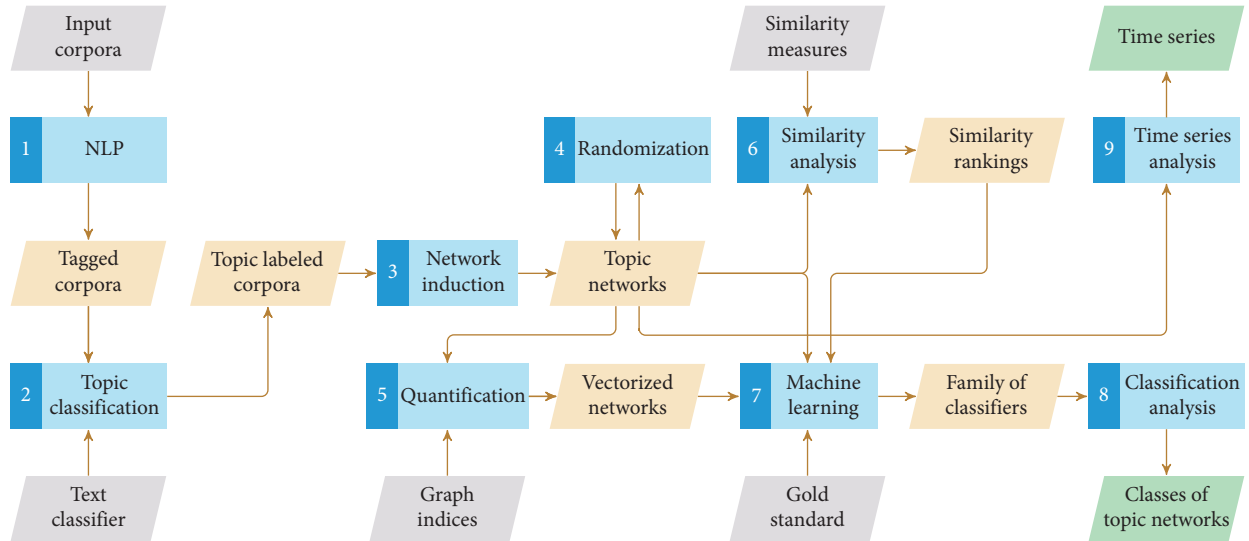 Input
corpora
Similarity
measures
Time series
1
NLP
4
Randomization
6
Similarity
analysis
Similarity
rankings
9
Time series
analysis
Tagged
corpora
Topic labeled
corpora
3
Network
induction
Topic
networks
2
Topic
classification
5
Quantification
Vectorized
networks
7
Machine
learning
Family of
classifiers
8
Classification
analysis
Text
classifier
Graph
indices
Gold
standard
Classes of
topic networks